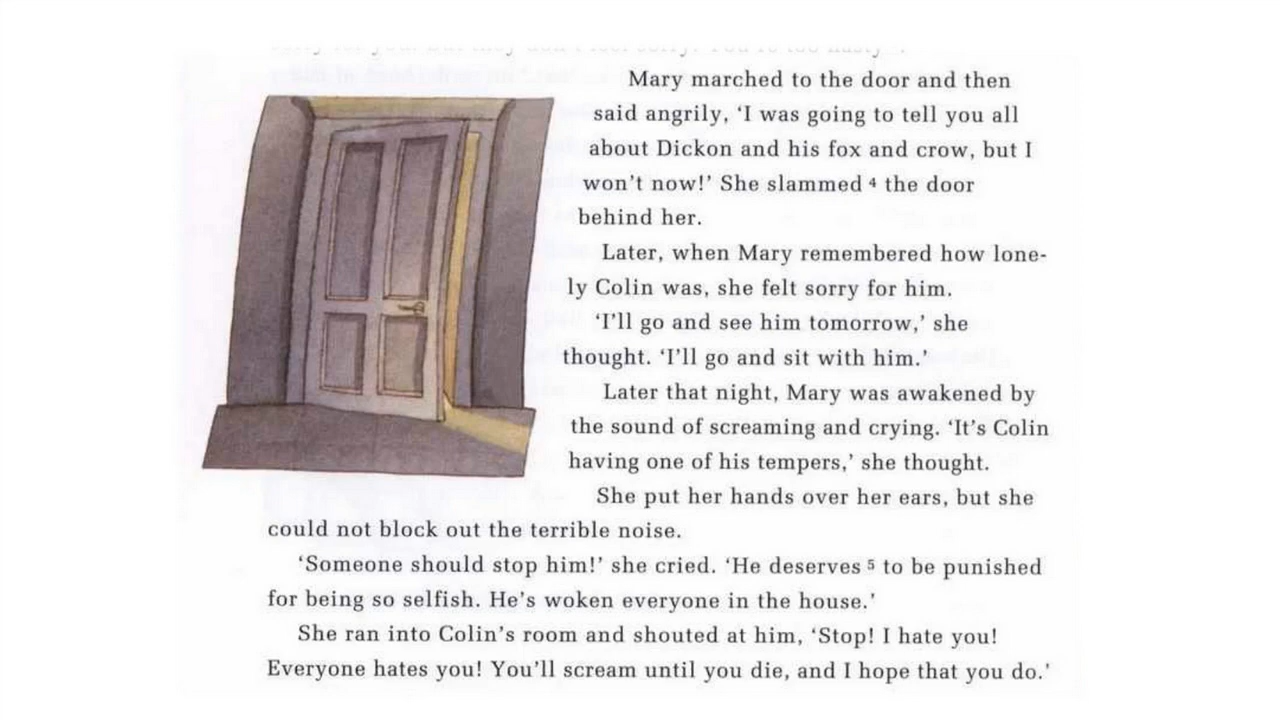 Mary marched to the door and then
said angrily, ‘I was going to tell you all
about Dickon and his fox and crow, but I
won’t now!’ She slammed 4 the door
behind her.
Later, when Mary remembered how lone-
ly Colin was, she felt sorry for him.
‘I’ll go and see him tomorrow,’ she
thought. ‘I’ll go and sit with him.’
Later that night, Mary was awakened by
the sound of screaming and crying. ‘It’s Colin
having one of his tempers,’ she thought.
She put her hands over her ears, but she
could not block out the terrible noise.
‘Someone should stop him!’ she cried. ‘He deserves 5 to be punished
for being so selfish. He’s woken everyone in the house.’
She ran into Colin’s room and shouted at him, ‘Stop! I hate you!
Everyone hates you! You’ll scream until you die, and I hope that you do.’